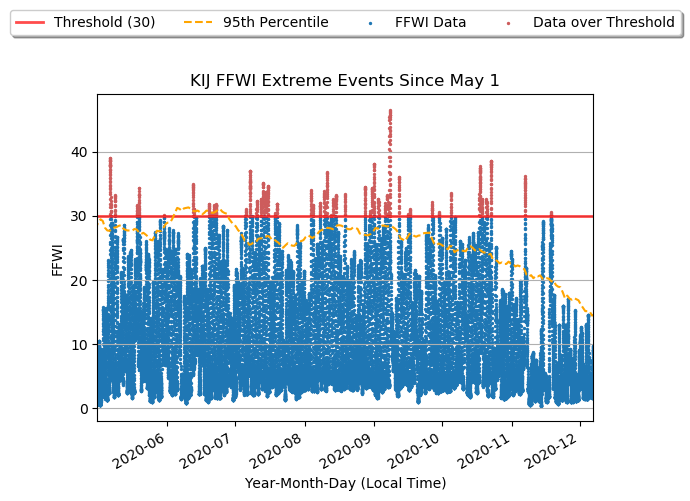 Threshold (30) 95th Percentile FFWI Data Data over Threshold
KIJ FFWI Extreme Events Since May 1
FFWI
40
30
20
10
0
2020-06 2020-07 2020-08 2020-09 2020-10 2020-11 2020-12
Year-Month-Day (Local Time)